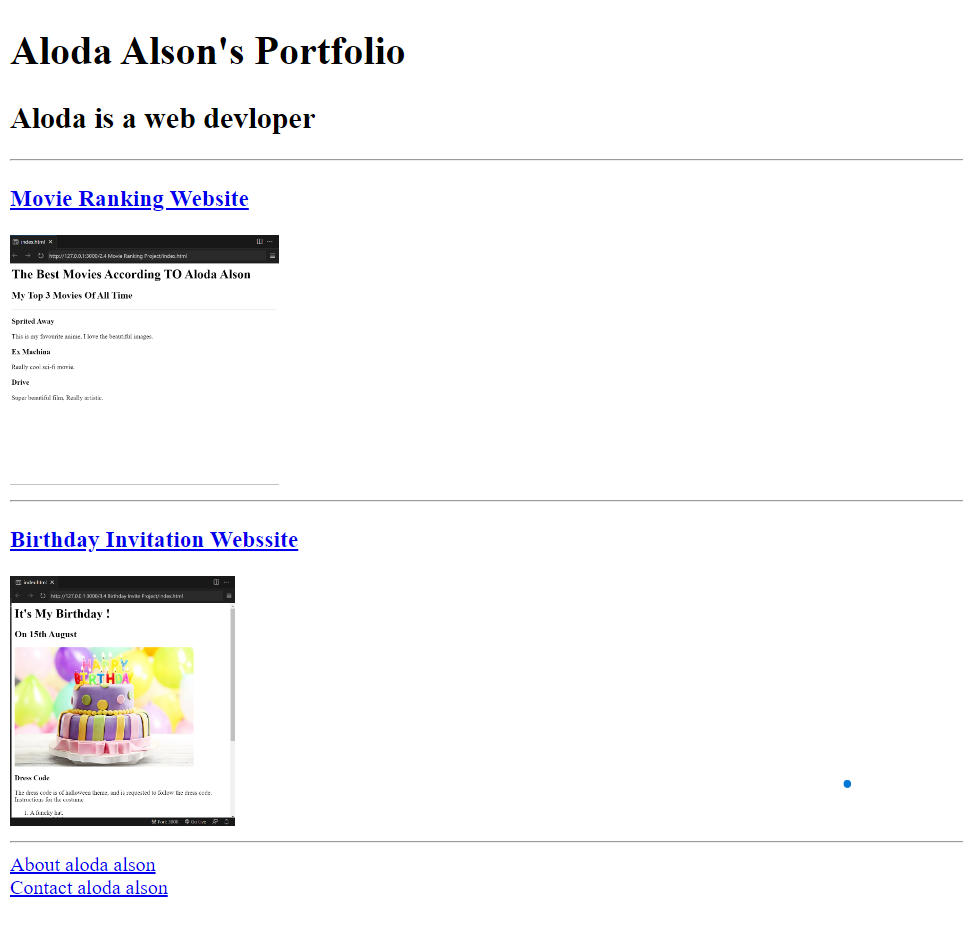 Aloda Alson's Portfolio
Aloda is a web devloper
Movie Ranking Website
index.html
http://127.0.0.1:3000/2.4 Movie Ranking Project/index.html
The Best Movies According TO Aloda Alson
My Top 3 Movies Of All Time
Sprited Away
This is my favourite anime. I love the beautiful images.
Ex Machina
Really cool sci-fi movie.
Drive
Super beautiful film. Really artistic.
Birthday Invitation Webssite
index.html
http://127.0.0.1:3000/3.4 Birthday Invite Project/index.html
It's My Birthday !
On 15th August
HAPPY
BIRTHDAY
Dress Code
The dress code is of halloween theme, and is requested to follow the dress code.
Instructions for the costume
1. A funcky hat.
Port: 3000 Go Live
About aloda alson
Contact aloda alson